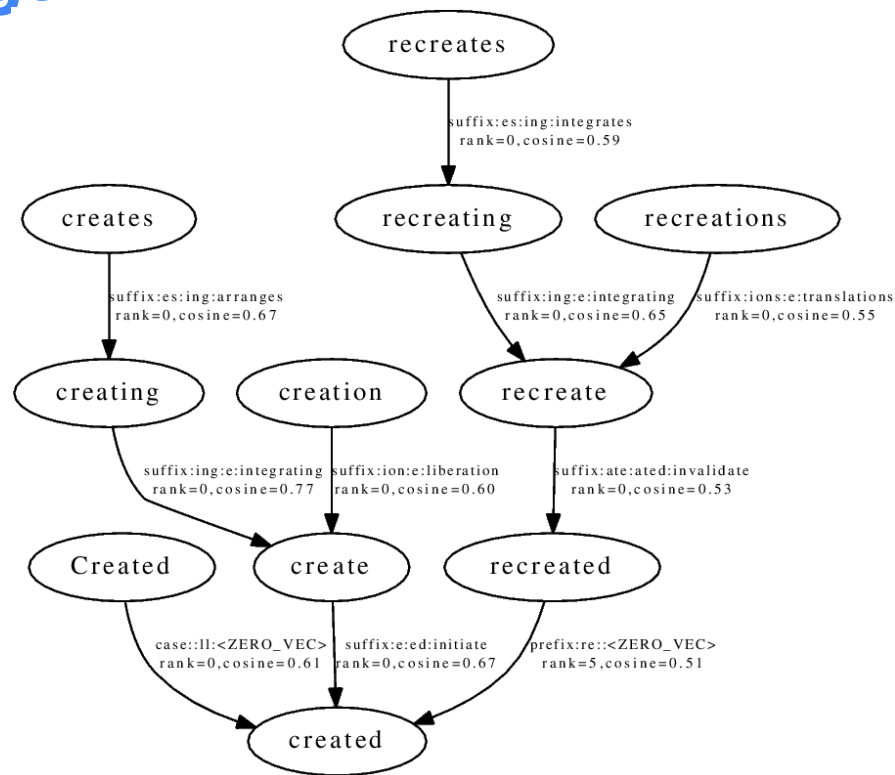 recreates
suffix:es:ing:integrates
rank=0,cosine=0.59
creates
recreating
recreations
suffix:es:ing:arranges
rank=0,cosine=0.67
suffix:ing:e:integrating
rank=0,cosine=0.65
suffix:ions:e:translations
rank=0,cosine=0.55
creating
creation
recreate
suffix:ing:e:integrating
rank=0,cosine=0.77
suffix:ion:e:liberation
rank=0,cosine=0.60
suffix:ate:ated:invalidate
rank=0,cosine=0.53
Created
create
recreated
case::ll:<ZERO_VEC>
rank=0,cosine=0.61
suffix:e:ed:initiate
rank=0,cosine=0.67
prefix:re::<ZERO_VEC>
rank=5,cosine=0.51
created